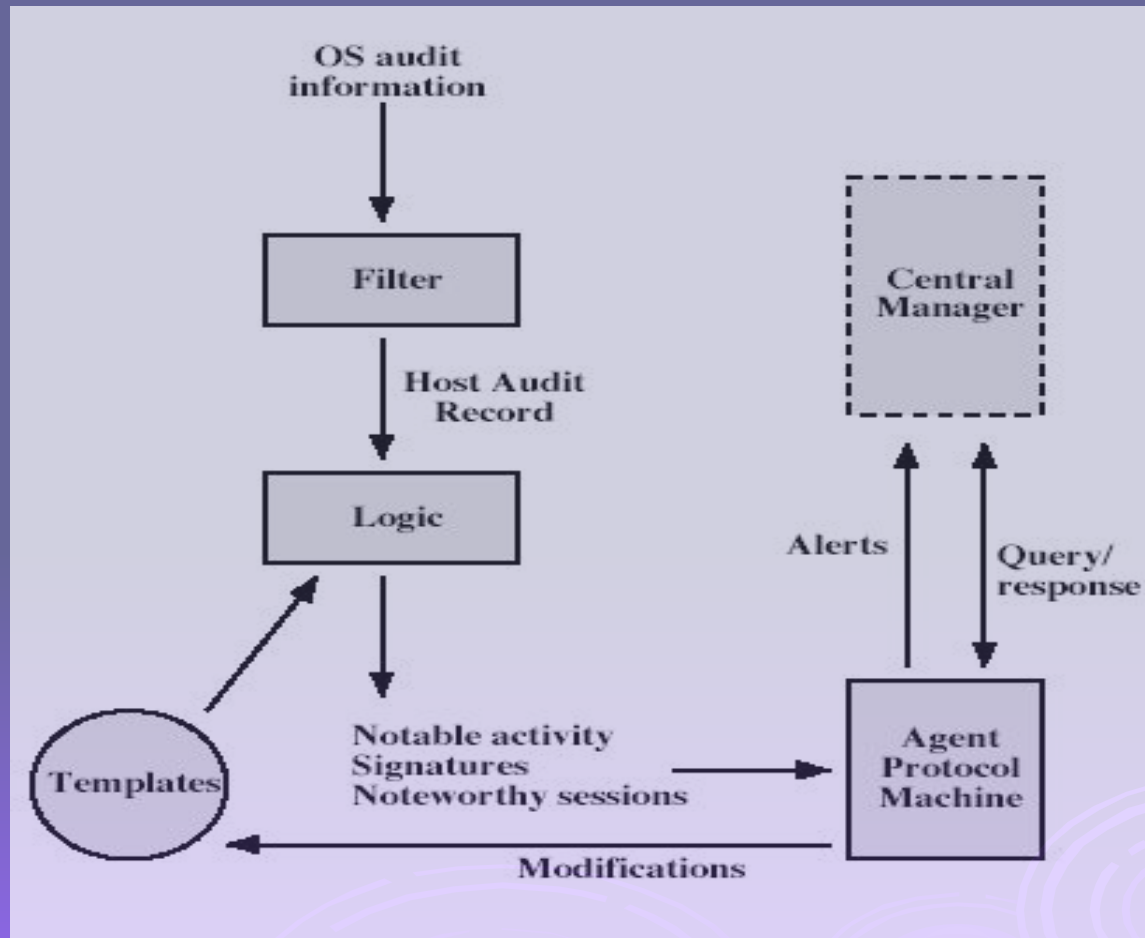 OS audit
information
Filter
Host Audit
Record
Logic
Templates
Notable activity
Signatures
Noteworthy sessions
Modifications
Central
Manager
Alerts
Query/
response
Agent
Protocol
Machine